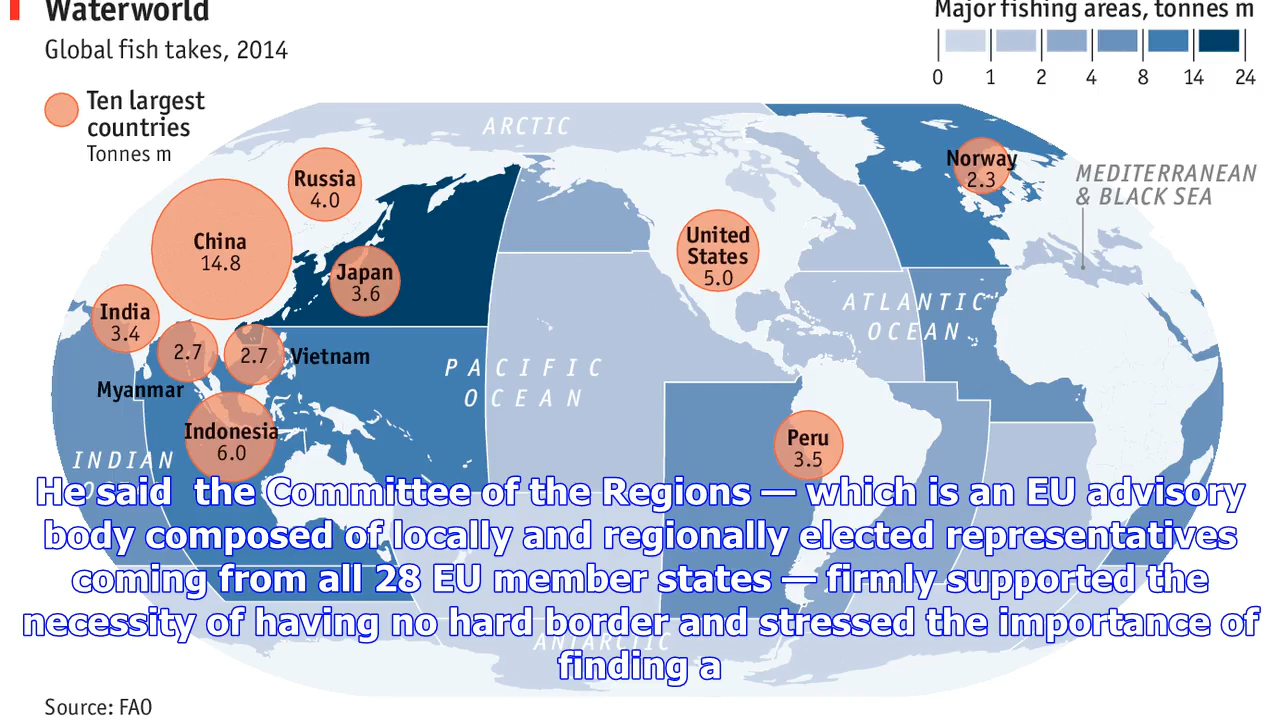 Waterworld
Global fish takes, 2014
Major fishing areas, tonnes m
0 1 2 4 8 14 24
Ten largest
countries
Tonnes m
ARCTIC
Norway
2.3
MEDITERRANEAN
& BLACK SEA
Russia
4.0
China
14.8
United
States
5.0
Japan
3.6
India
3.4
ATLANTIC
OCEAN
2.7
Myanmar
2.7
Vietnam
PACIFIC
OCEAN
Indonesia
6.0
Peru
3.5
INDIAN
He said the Committee of the Regions — which is an EU advisory
body composed of locally and regionally elected representatives
coming from all 28 EU member states — firmly supported the
necessity of having no hard border and stressed the importance of
finding a
ANTARCTIC
Source: FAO